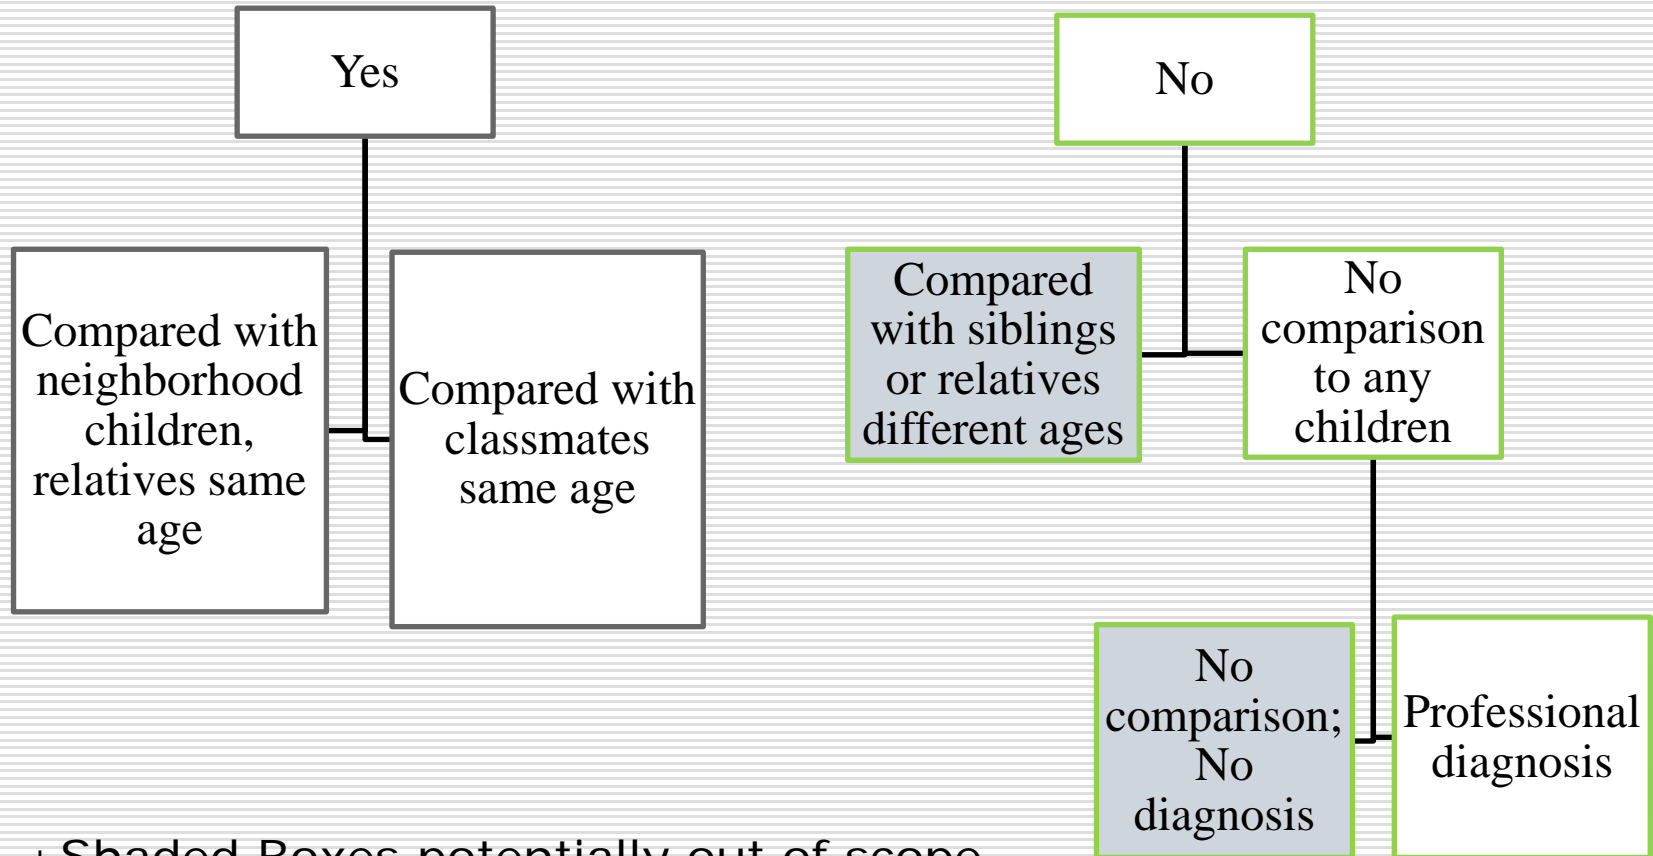 Yes
No
Compared with
neighborhood
children,
relatives same
age
Compared with
classmates
same age
Compared
with siblings
or relatives
different ages
No
comparison
to any
children
No
comparison;
No
diagnosis
Professional
diagnosis
Shaded Boxes potentially out of scope